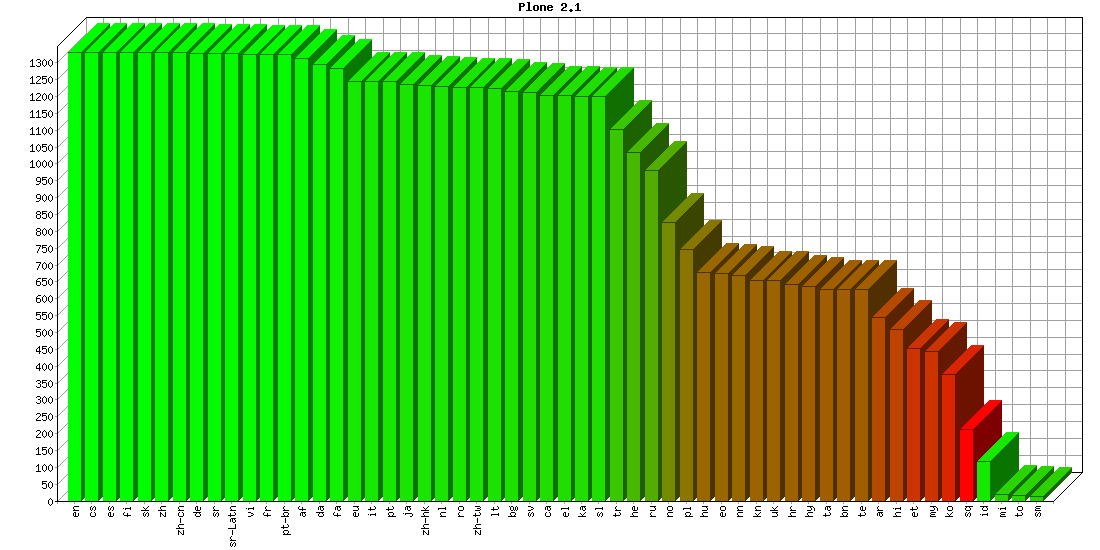 Plone 2.1
1300
1250
1200
1150
1100
1050
1000
950
900
850
800
750
700
650
600
550
500
450
400
350
300
250
200
150
100
50
0
en
cs
es
fi
sk
zh
zh-cn
de
sr
sr-Latn
vi
fr
pt-br
af
da
fa
eu
it
pt
ja
zh-hk
nl
ro
zh-tw
lt
bg
sv
ca
el
ka
sl
tr
he
ru
no
pl
hu
eo
nn
kn
uk
hr
hy
ta
bn
te
ar
hi
et
my
ko
sq
id
mi
to
sm